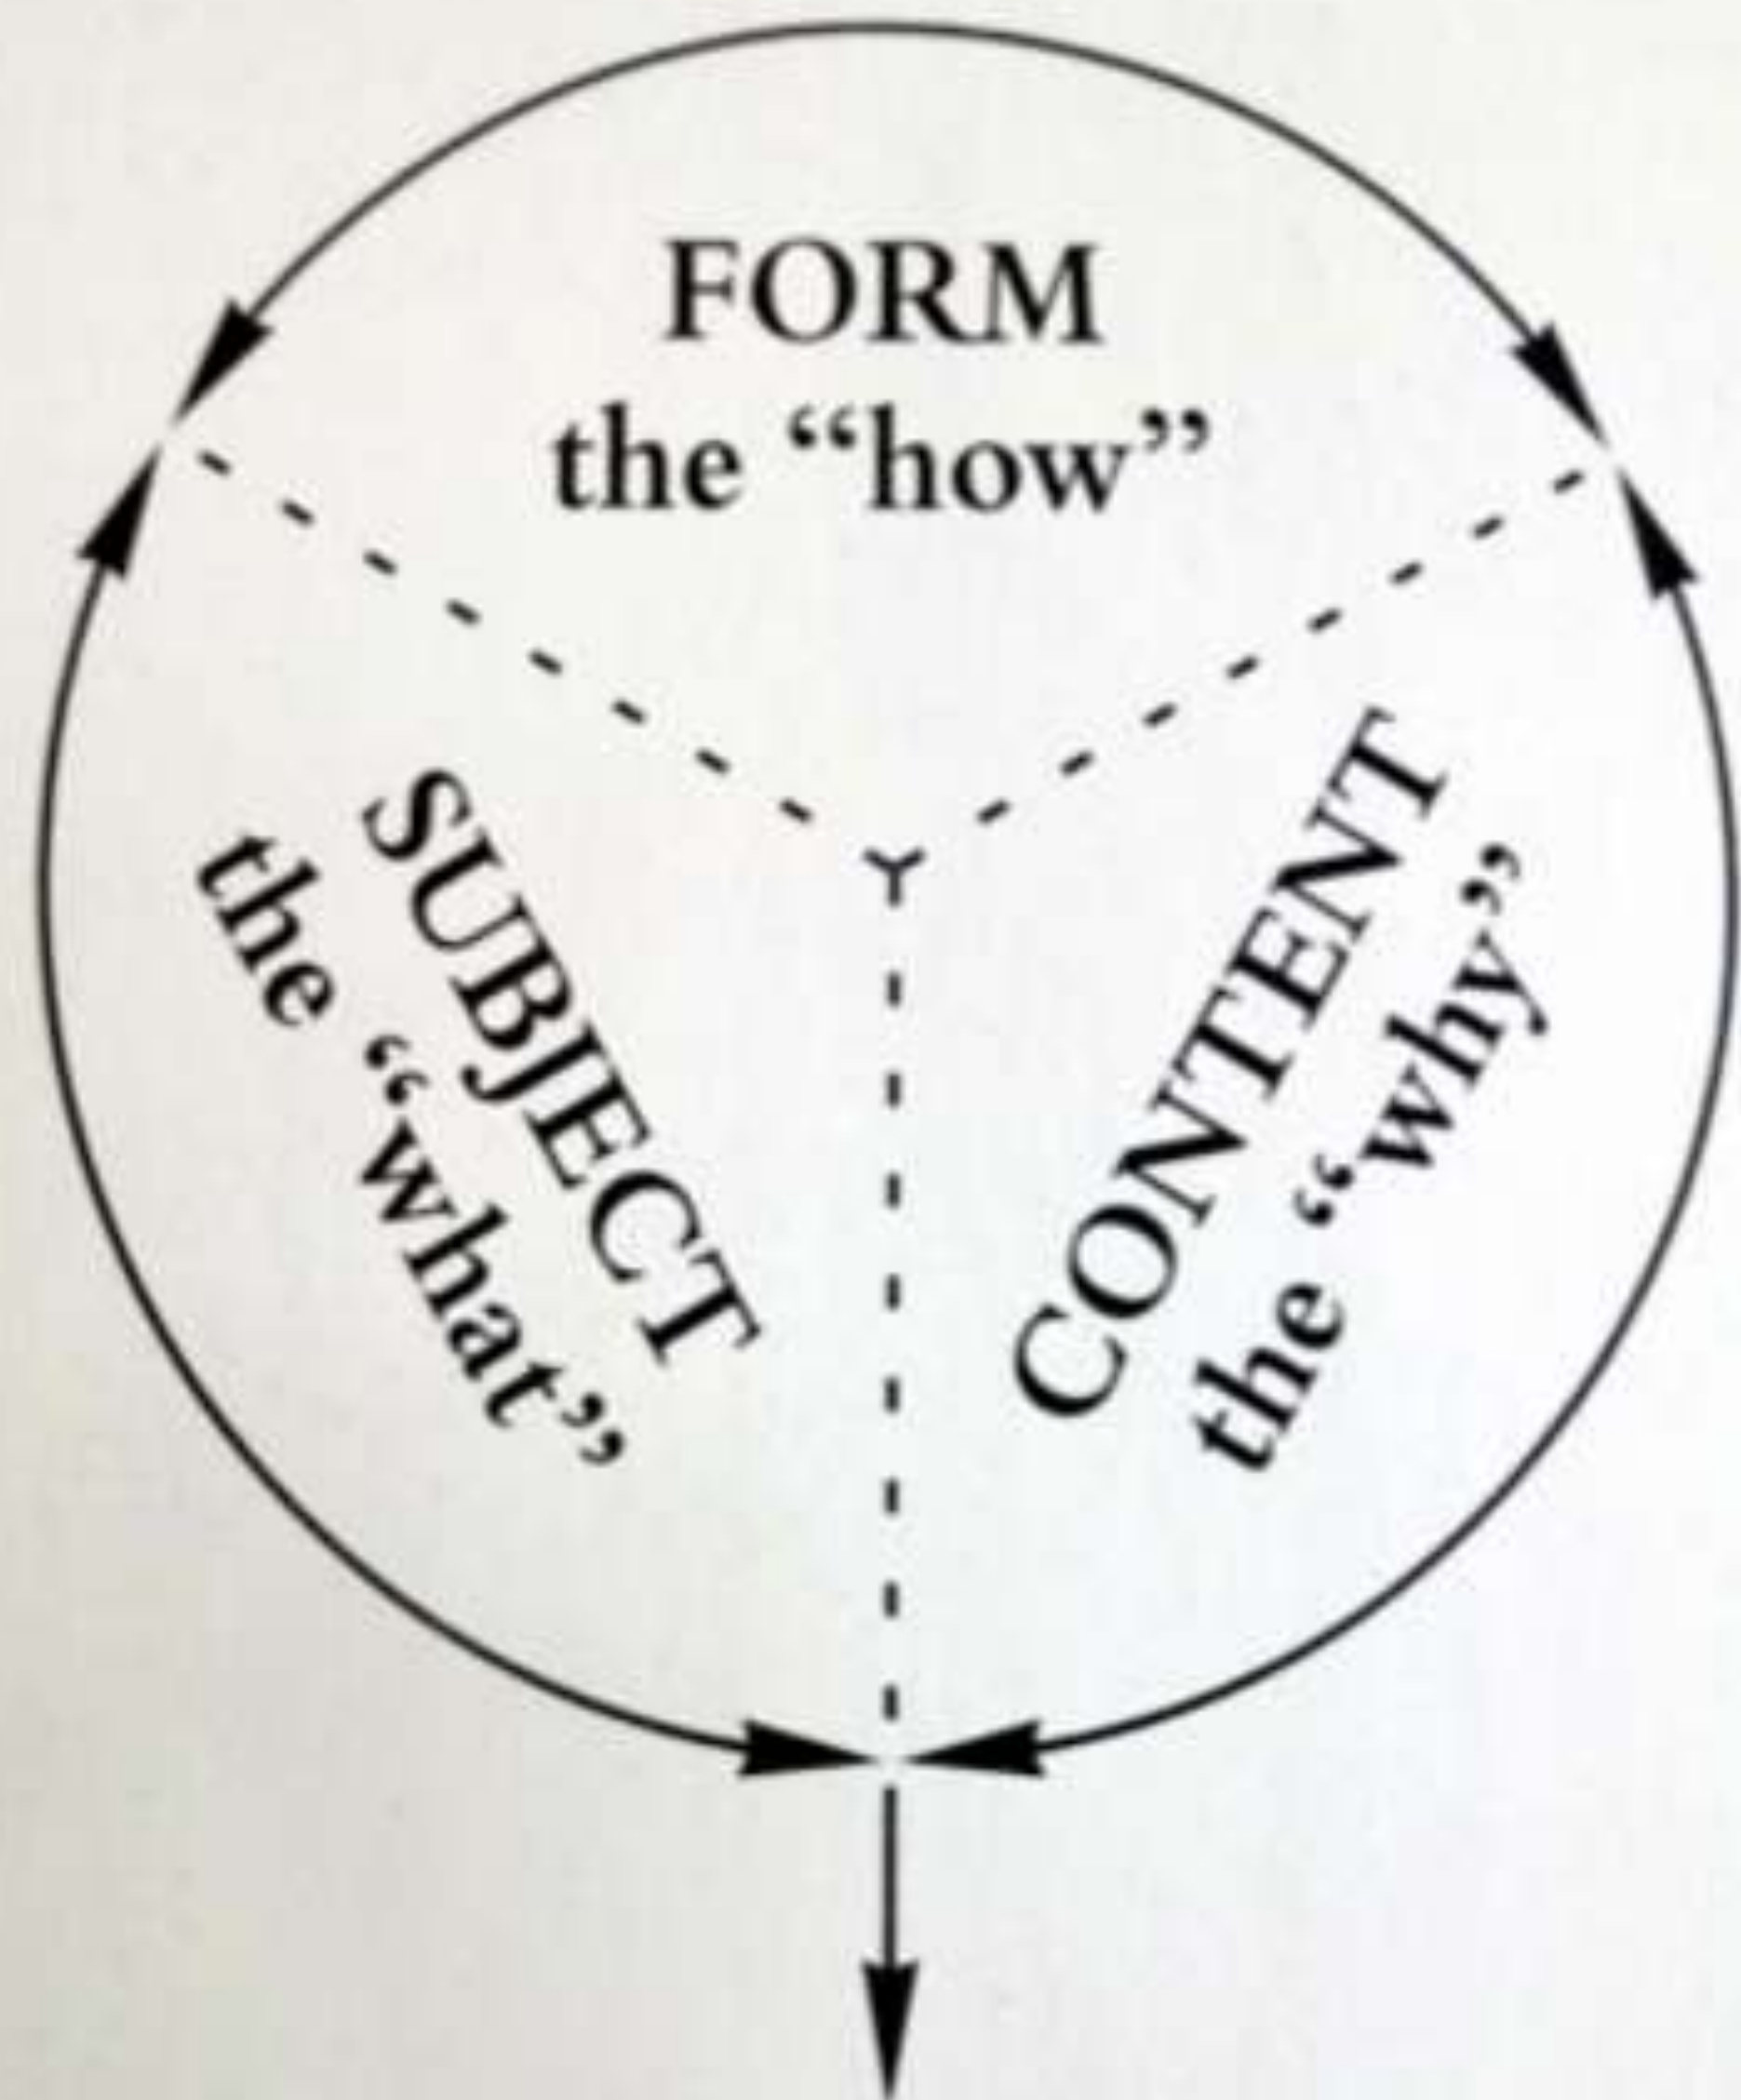 FORM
the “how”
SUBJECT
the “what”
CONTENT
the “why”